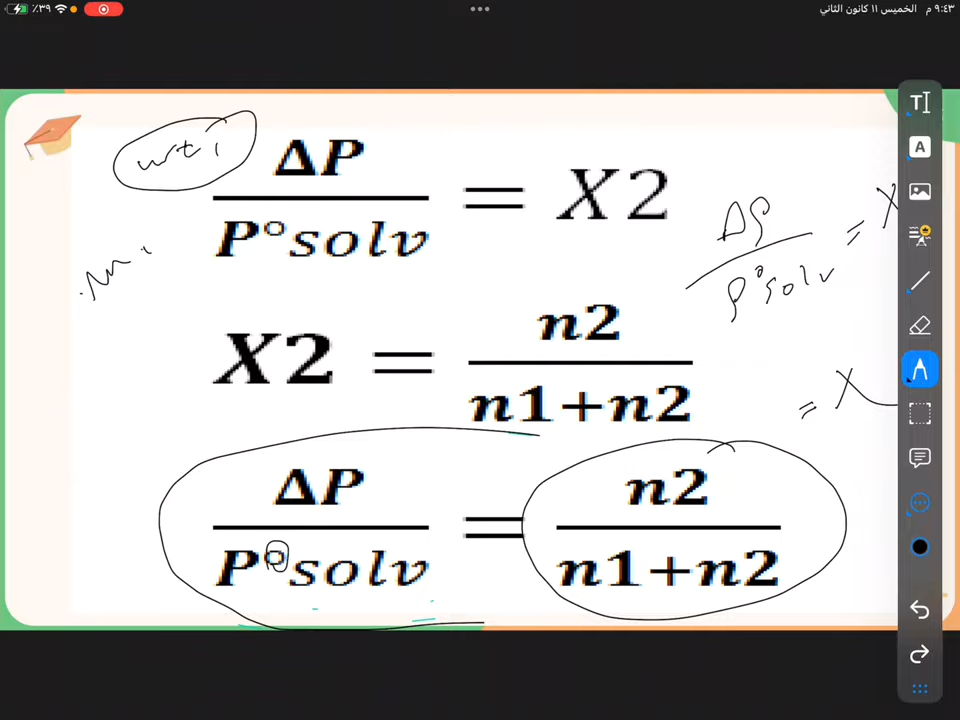 ٩:٤٣ م الخميس ١١ كانون الثاني
٪٣٩
wt,
ΔP
P°solv
= X2
ΔP
P°solv
= X
X2 =
n2
n1+n2
= X
ΔP
P°solv
=
n2
n1+n2
T
A